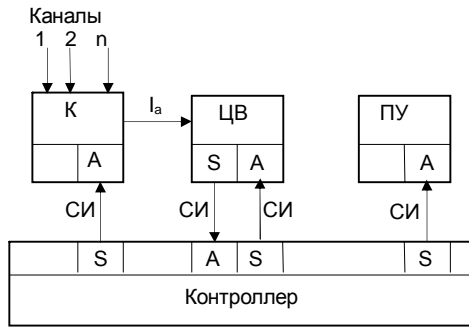 Каналы
1 2 n
К Iₐ ЦВ ПУ
A S A A
СИ СИ СИ СИ
S A S S
Контроллер